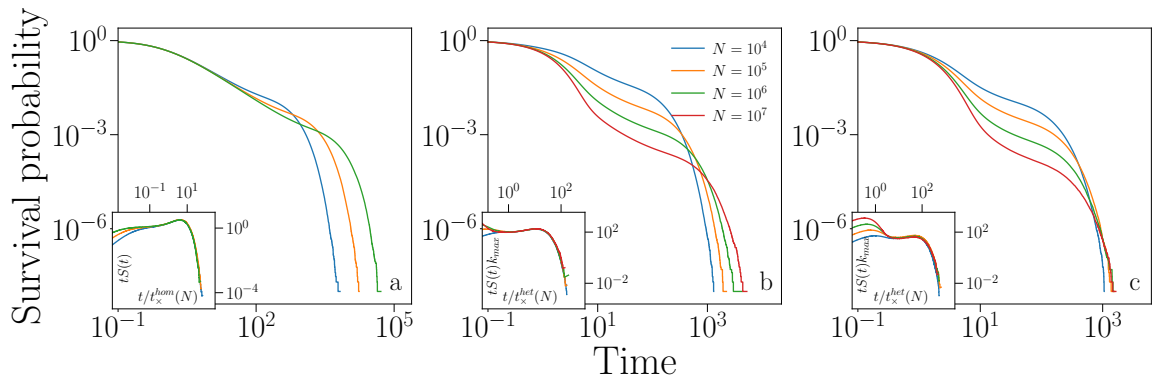 Survival probability
10^0
10^{-3}
10^{-6}
10^{-1}
10^2
10^5
a
10^{-1}
10^1
10^0
10^{-4}
tS(t)
t/t_×^{hom}(N)
10^0
10^{-3}
10^{-6}
10^{-1}
10^1
10^3
b
N = 10^4
N = 10^5
N = 10^6
N = 10^7
10^0
10^2
10^2
10^{-2}
tS(t)k_{max}
t/t_×^{het}(N)
10^0
10^{-3}
10^{-6}
10^{-1}
10^1
10^3
c
10^0
10^2
10^2
10^{-2}
tS(t)k_{max}
t/t_×^{het}(N)
Time